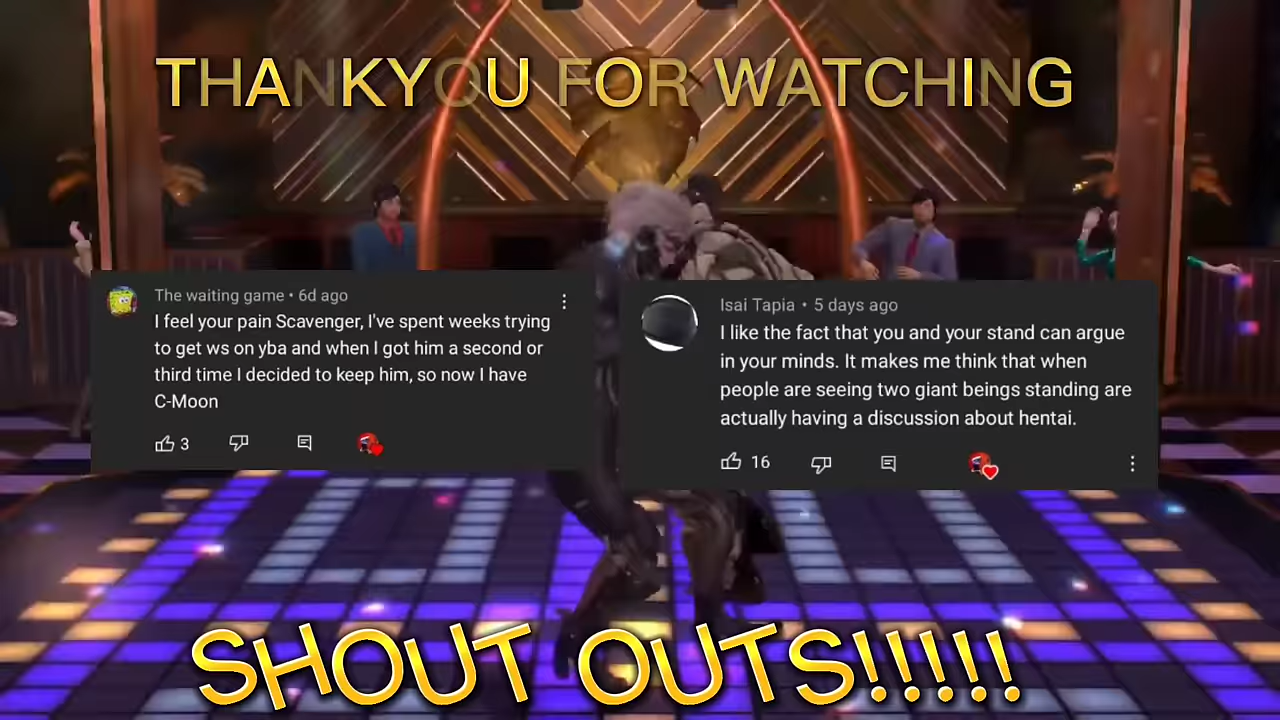 THANKYOU FOR WATCHING
The waiting game • 6d ago
I feel your pain Scavenger, I've spent weeks trying
to get ws on yba and when I got him a second or
third time I decided to keep him, so now I have
C-Moon
3
Isai Tapia • 5 days ago
I like the fact that you and your stand can argue
in your minds. It makes me think that when
people are seeing two giant beings standing are
actually having a discussion about hentai.
16
SHOUT OUTS!!!!!